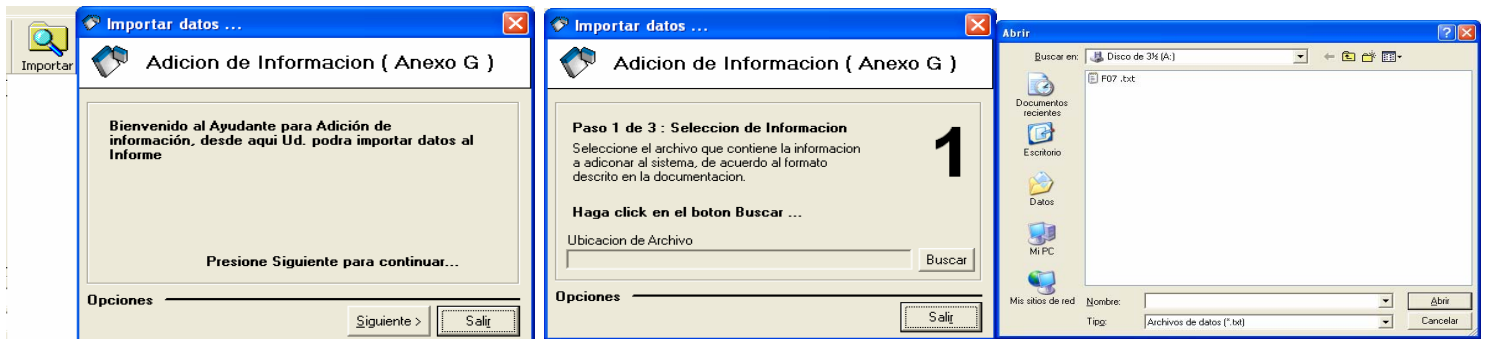 Importar
Importar datos ...
Adicion de Informacion ( Anexo G )
Bienvenido al Ayudante para Adición de
información, desde aqui Ud. podra importar datos al
Informe
Presione Siguiente para continuar...
Opciones
Siguiente >
Salir
Importar datos ...
Adicion de Informacion ( Anexo G )
Paso 1 de 3 : Seleccion de Informacion
1
Seleccione el archivo que contiene la informacion
a adiconar al sistema, de acuerdo al formato
descrito en la documentacion.
Haga click en el boton Buscar ...
Ubicacion de Archivo
Buscar
Opciones
Salir
Abrir
Buscar en:
Disco de 3½ (A:)
F07 .txt
Documentos
recientes
Escritorio
Datos
Mi PC
Mis sitios de red
Nombre:
Abrir
Tipo:
Archivos de datos (*.txt)
Cancelar